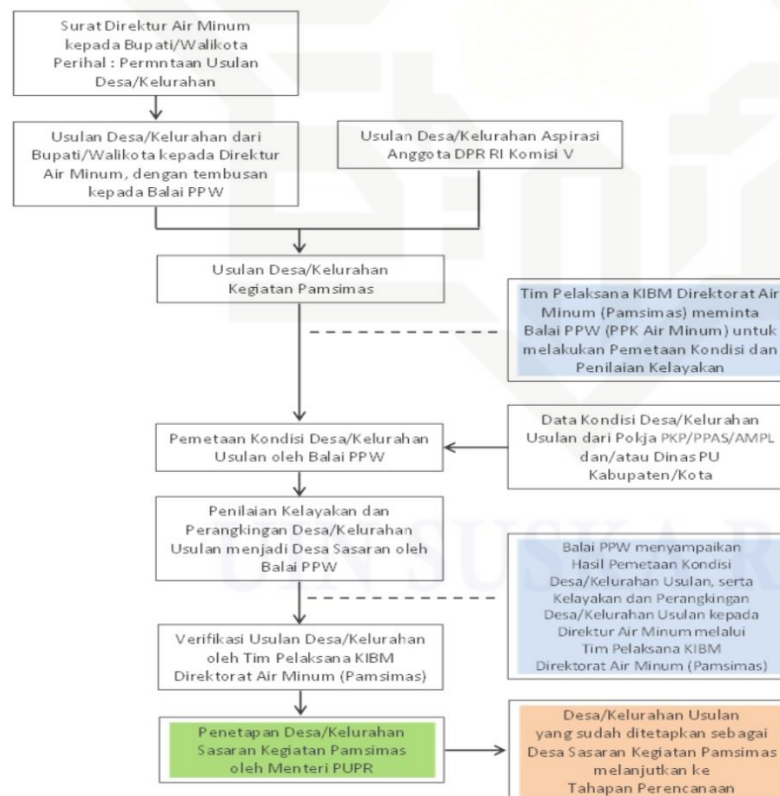 Surat Direktur Air Minum
kepada Bupati/Walikota
Perihal : Permntaan Usulan
Desa/Kelurahan
Usulan Desa/Kelurahan dari
Bupati/Walikota kepada Direktur
Air Minum, dengan tembusan
kepada Balai PPW
Usulan Desa/Kelurahan Aspirasi
Anggota DPR RI Komisi V
Usulan Desa/Kelurahan
Kegiatan Pamsimas
Tim Pelaksana KIBM Direktorat Air
Minum (Pamsimas) meminta
Balai PPW (PPK Air Minum) untuk
melakukan Pemetaan Kondisi dan
Penilaian Kelayakan
Pemetaan Kondisi Desa/Kelurahan
Usulan oleh Balai PPW
Data Kondisi Desa/Kelurahan
Usulan dari Pokja PKP/PPAS/AMPL
dan/atau Dinas PU
Kabupaten/Kota
Penilaian Kelayakan dan
Perangkingan Desa/Kelurahan
Usulan menjadi Desa Sasaran oleh
Balai PPW
UIN SUSKA R
Balai PPW menyampaikan
Hasil Pemetaan Kondisi
Desa/Kelurahan Usulan, serta
Kelayakan dan Perangkingan
Desa/Kelurahan Usulan kepada
Direktur Air Minum melalui
Tim Pelaksana KIBM
Direktorat Air Minum (Pamsimas)
Verifikasi Usulan Desa/Kelurahan
oleh Tim Pelaksana KIBM
Direktorat Air Minum (Pamsimas)
Penetapan Desa/Kelurahan
Sasaran Kegiatan Pamsimas
oleh Menteri PUPR
Desa/Kelurahan Usulan
yang sudah ditetapkan sebagai
Desa Sasaran Kegiatan Pamsimas
melanjutkan ke
Tahapan Perencanaan